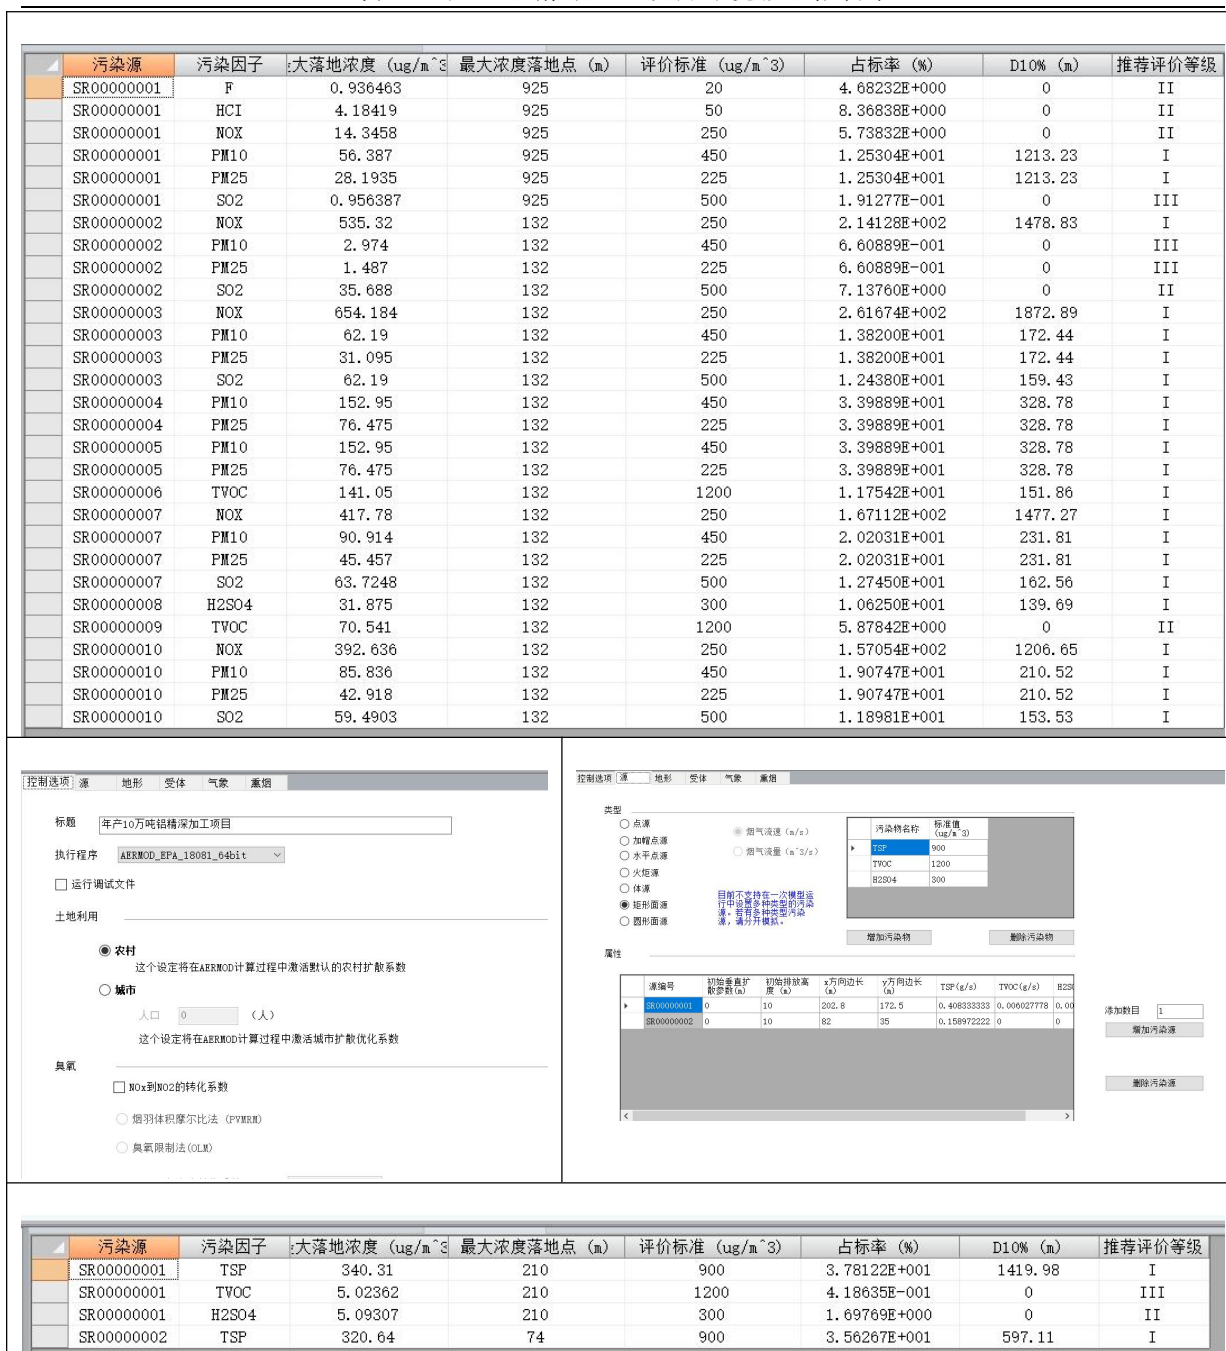 污染源 污染因子 大落地浓度 (ug/m^3 最大浓度落地点 (m) 评价标准 (ug/m^3) 占标率 (%) D10% (m) 推荐评价等级
SR00000001 F 0.936463 925 20 4.68232E+000 0 II
SR00000001 HCI 4.18419 925 50 8.36838E+000 0 II
SR00000001 NOX 14.3458 925 250 5.73832E+000 0 II
SR00000001 PM10 56.387 925 450 1.25304E+001 1213.23 I
SR00000001 PM25 28.1935 925 225 1.25304E+001 1213.23 I
SR00000001 SO2 0.956387 925 500 1.91277E-001 0 III
SR00000002 NOX 535.32 132 250 2.14128E+002 1478.83 I
SR00000002 PM10 2.974 132 450 6.60889E-001 0 III
SR00000002 PM25 1.487 132 225 6.60889E-001 0 III
SR00000002 SO2 35.688 132 500 7.13760E+000 0 II
SR00000003 NOX 654.184 132 250 2.61674E+002 1872.89 I
SR00000003 PM10 62.19 132 450 1.38200E+001 172.44 I
SR00000003 PM25 31.095 132 225 1.38200E+001 172.44 I
SR00000003 SO2 62.19 132 500 1.24380E+001 159.43 I
SR00000004 PM10 152.95 132 450 3.39889E+001 328.78 I
SR00000004 PM25 76.475 132 225 3.39889E+001 328.78 I
SR00000005 PM10 152.95 132 450 3.39889E+001 328.78 I
SR00000005 PM25 76.475 132 225 3.39889E+001 328.78 I
SR00000006 TVOC 141.05 132 1200 1.17542E+001 151.86 I
SR00000007 NOX 417.78 132 250 1.67112E+002 1477.27 I
SR00000007 PM10 90.914 132 450 2.02031E+001 231.81 I
SR00000007 PM25 45.457 132 225 2.02031E+001 231.81 I
SR00000007 SO2 63.7248 132 500 1.27450E+001 162.56 I
SR00000008 H2SO4 31.875 132 300 1.06250E+001 139.69 I
SR00000009 TVOC 70.541 132 1200 5.87842E+000 0 II
SR00000010 NOX 392.636 132 250 1.57054E+002 1206.65 I
SR00000010 PM10 85.836 132 450 1.90747E+001 210.52 I
SR00000010 PM25 42.918 132 225 1.90747E+001 210.52 I
SR00000010 SO2 59.4903 132 500 1.18981E+001 153.53 I
控制选项 源 地形 受体 气象 熏烟
标题 年产10万吨铝精深加工项目
执行程序 AERMOD_EPA_18081_64bit
运行调试文件
土地利用
农村
这个设定将在AERMOD计算过程中激活默认的农村扩散系数
城市
人口 0 (人)
这个设定将在AERMOD计算过程中激活城市扩散优化系数
臭氧
NOx到NO2的转化系数
烟羽体积摩尔比法 (PVMRM)
臭氧限制法(OLM)
控制选项 源 地形 受体 气象 熏烟
类型
点源
加帽点源
水平点源
火炬源
体源
矩形面源
圆形面源
烟气流速 (m/s)
烟气流量 (m^3/s)
目前不支持在一次模型运
行中设置多种类型的污染
源。若有多种类型污染
源，请分开模拟。
污染物名称 标准值 (ug/m^3)
TSP 900
TVOC 1200
H2SO4 300
增加污染物 删除污染物
属性
源编号 初始垂直扩散参数(m) 初始排放高度 (m) x方向边长 (m) y方向边长 (m) TSP(g/s) TVOC(g/s) H2S
SR00000001 0 10 202.8 172.5 0.408333333 0.006027778 0.00
SR00000002 0 10 82 35 0.158972222 0 0
添加数目 1
增加污染源
删除污染源
污染源 污染因子 大落地浓度 (ug/m^3 最大浓度落地点 (m) 评价标准 (ug/m^3) 占标率 (%) D10% (m) 推荐评价等级
SR00000001 TSP 340.31 210 900 3.78122E+001 1419.98 I
SR00000001 TVOC 5.02362 210 1200 4.18635E-001 0 III
SR00000001 H2SO4 5.09307 210 300 1.69769E+000 0 II
SR00000002 TSP 320.64 74 900 3.56267E+001 597.11 I